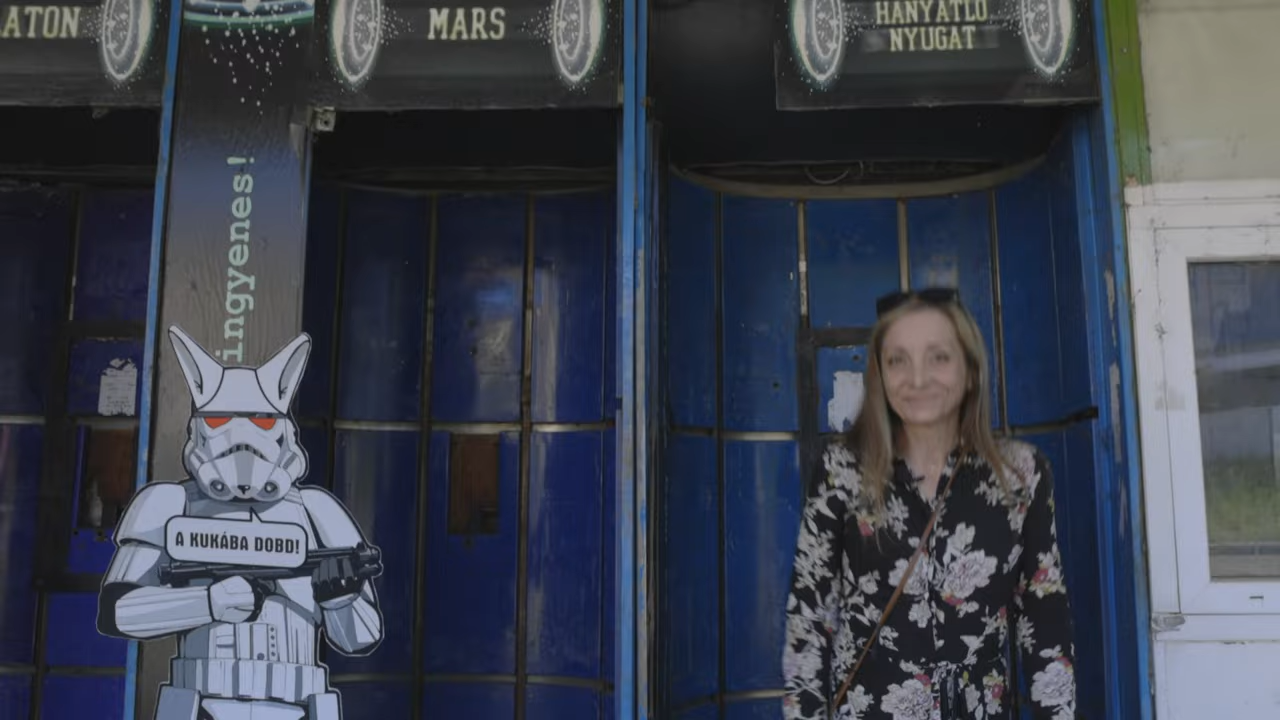 ATON
MARS
HANYATLÓ
NYUGAT
ingyenes!
A KUKÁBA DOBD!